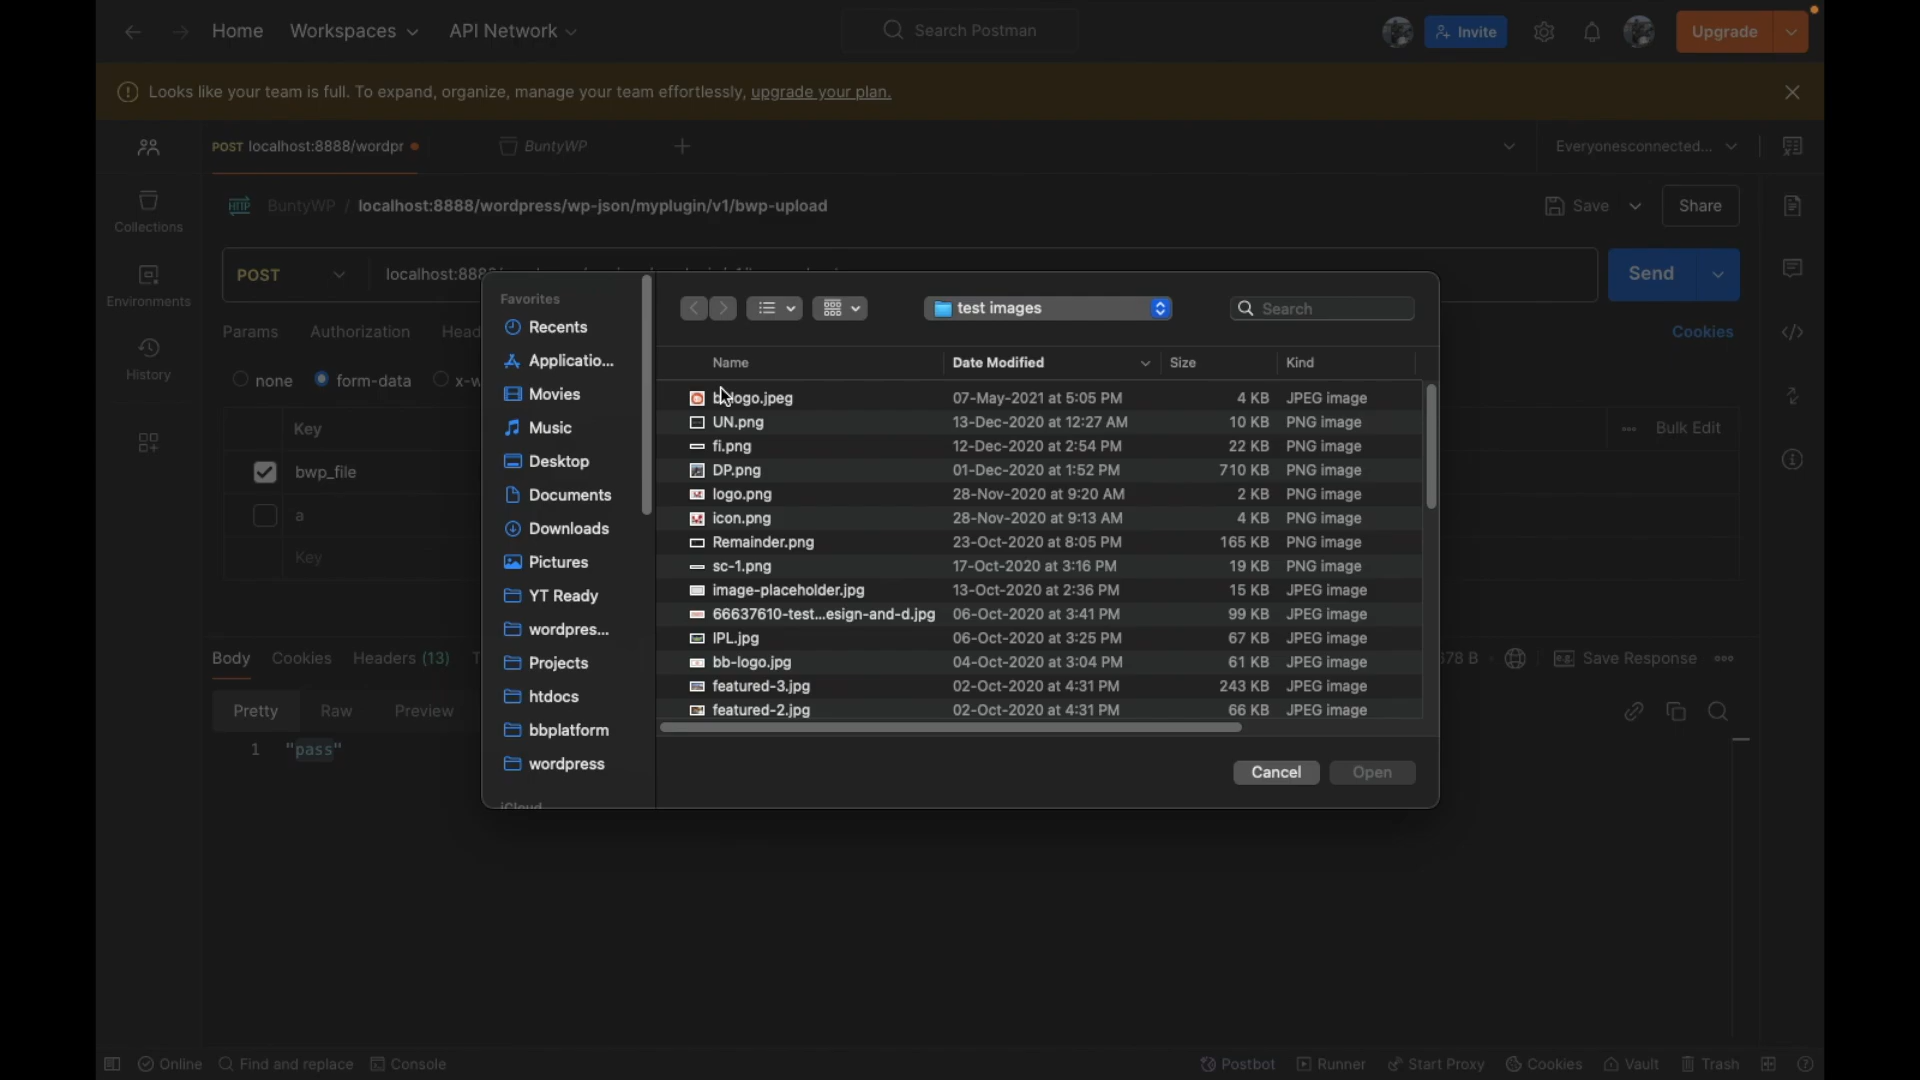 Home Workspaces API Network Search Postman Invite Upgrade
Looks like your team is full. To expand, organize, manage your team effortlessly, upgrade your plan.
POST localhost:8888/wordpr BuntyWP Everyonesconnected...
HTTP BuntyWP / localhost:8888/wordpress/wp-json/myplugin/v1/bwp-upload Save Share
POST Send
Params Authorization Cookies
none form-data
Key Bulk Edit
bwp_file
a
Key
Collections
Environments
History
Favorites
Recents
Applicatio...
Movies
Music
Desktop
Documents
Downloads
Pictures
YT Ready
wordpres...
Projects
htdocs
bbplatform
wordpress
iCloud
test images Search
Name Date Modified Size Kind
07-May-2021 at 5:05 PM 4 KB JPEG image
UN.png 13-Dec-2020 at 12:27 AM 10 KB PNG image
fi.png 12-Dec-2020 at 2:54 PM 22 KB PNG image
DP.png 01-Dec-2020 at 1:52 PM 710 KB PNG image
logo.png 28-Nov-2020 at 9:20 AM 2 KB PNG image
icon.png 28-Nov-2020 at 9:13 AM 4 KB PNG image
Remainder.png 23-Oct-2020 at 8:05 PM 165 KB PNG image
sc-1.png 17-Oct-2020 at 3:16 PM 19 KB PNG image
image-placeholder.jpg 13-Oct-2020 at 2:36 PM 15 KB JPEG image
66637610-test...esign-and-d.jpg 06-Oct-2020 at 3:41 PM 99 KB JPEG image
IPL.jpg 06-Oct-2020 at 3:25 PM 67 KB JPEG image
bb-logo.jpg 04-Oct-2020 at 3:04 PM 61 KB JPEG image
featured-3.jpg 02-Oct-2020 at 4:31 PM 243 KB JPEG image
featured-2.jpg 02-Oct-2020 at 4:31 PM 66 KB JPEG image
Cancel Open
Body Cookies Headers (13) Save Response
Pretty Raw Preview
1 "pass"
Online Find and replace Console Postbot Runner Start Proxy Cookies Vault Trash